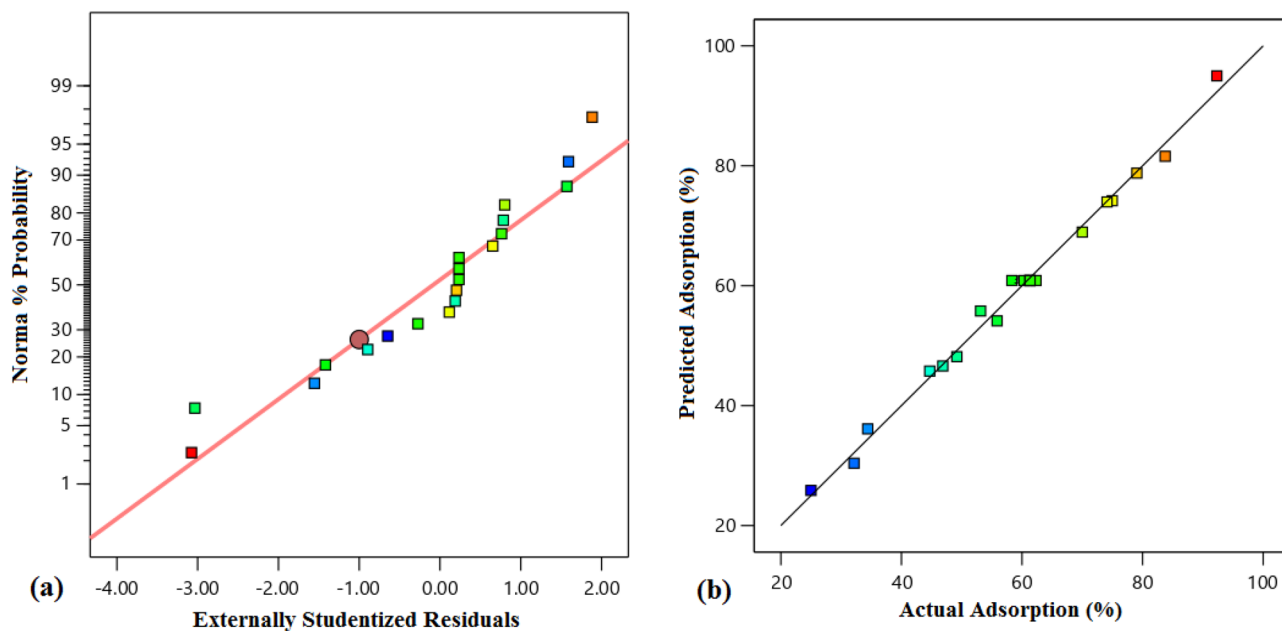 Norma % Probability
99
95
90
80
70
50
30
20
10
5
1
-4.00 -3.00 -2.00 -1.00 0.00 1.00 2.00
(a)
Externally Studentized Residuals
Predicted Adsorption (%)
100
80
60
40
20
20 40 60 80 100
(b)
Actual Adsorption (%)